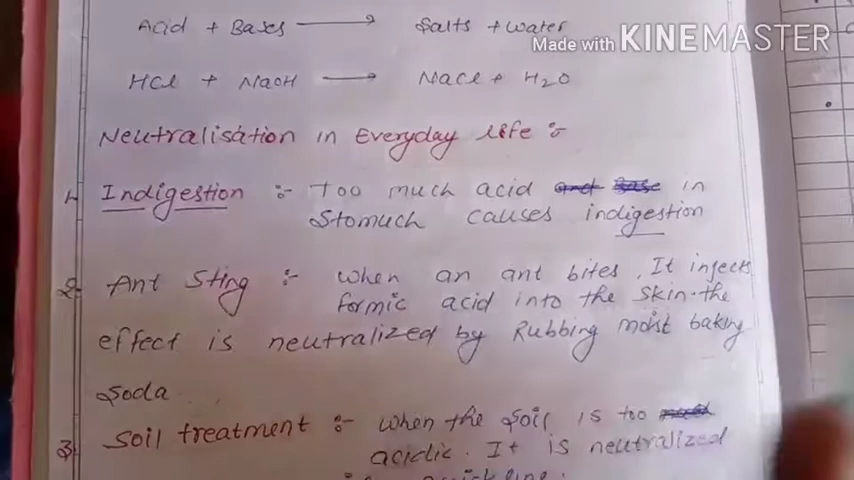 Acid + Bases ⟶ Salts + water
Made with KINEMASTER
HCl + NaOH ⟶ NaCl + H2O
Neutralisation in Everyday life :-
1. Indigestion :- Too much acid in
Stomuch causes indigestion
2. Ant Sting :- when an ant bites. It injects
formic acid into the skin. the
effect is neutralized by Rubbing moist baking
Soda
3. Soil treatment :- when the soil is too
acidic. It is neutralized